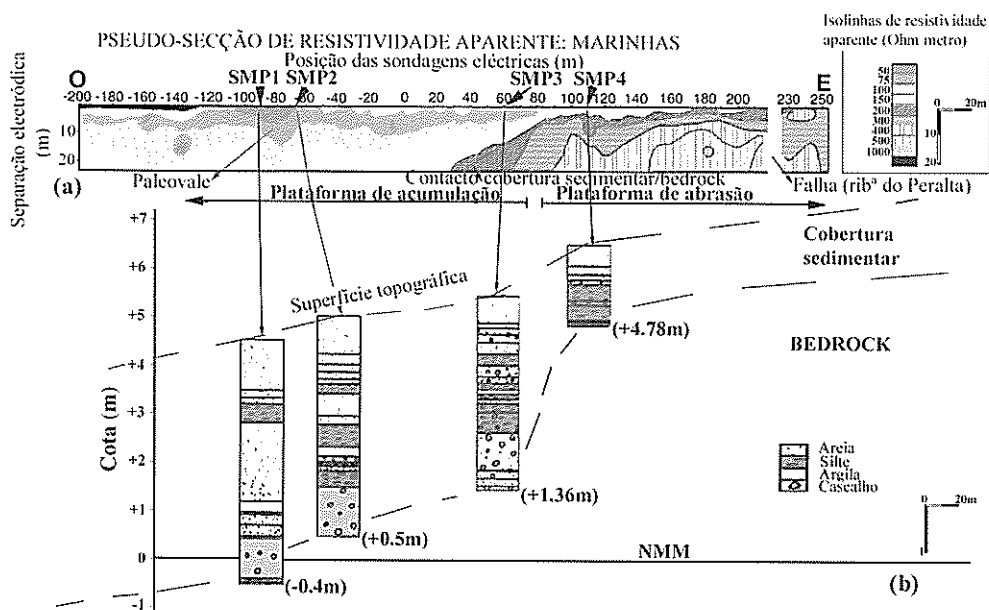 PSEUDO-SECÇÃO DE RESISTIVIDADE APARENTE: MARINHAS
Posição das sondagens eléctricas (m)
O SMP1 SMP2 SMP3 SMP4 E
-200 -180 -160 -140 -120 -100 -80 -60 -40 -20 0 20 40 60 80 100 120 140 160 180 200 230 250
Separação electródica
(m)
10
20
Isolinhas de resistividade
aparente (Ohm metro)
50
75
100
150
200
300
400
500
1000
0 20m
10
20
(a)
Paleovale
Contacto cobertura sedimentar/bedrock
Falha (ribª do Peralta)
Plataforma de acumulação
Plataforma de abrasão
Cobertura
sedimentar
Superfície topográfica
BEDROCK
Cota (m)
+7
+6
+5
+4
+3
+2
+1
0
-1
(+4.78m)
(+1.36m)
(+0.5m)
(-0.4m)
NMM
Areia
Silte
Argila
Cascalho
0 20m
1
(b)